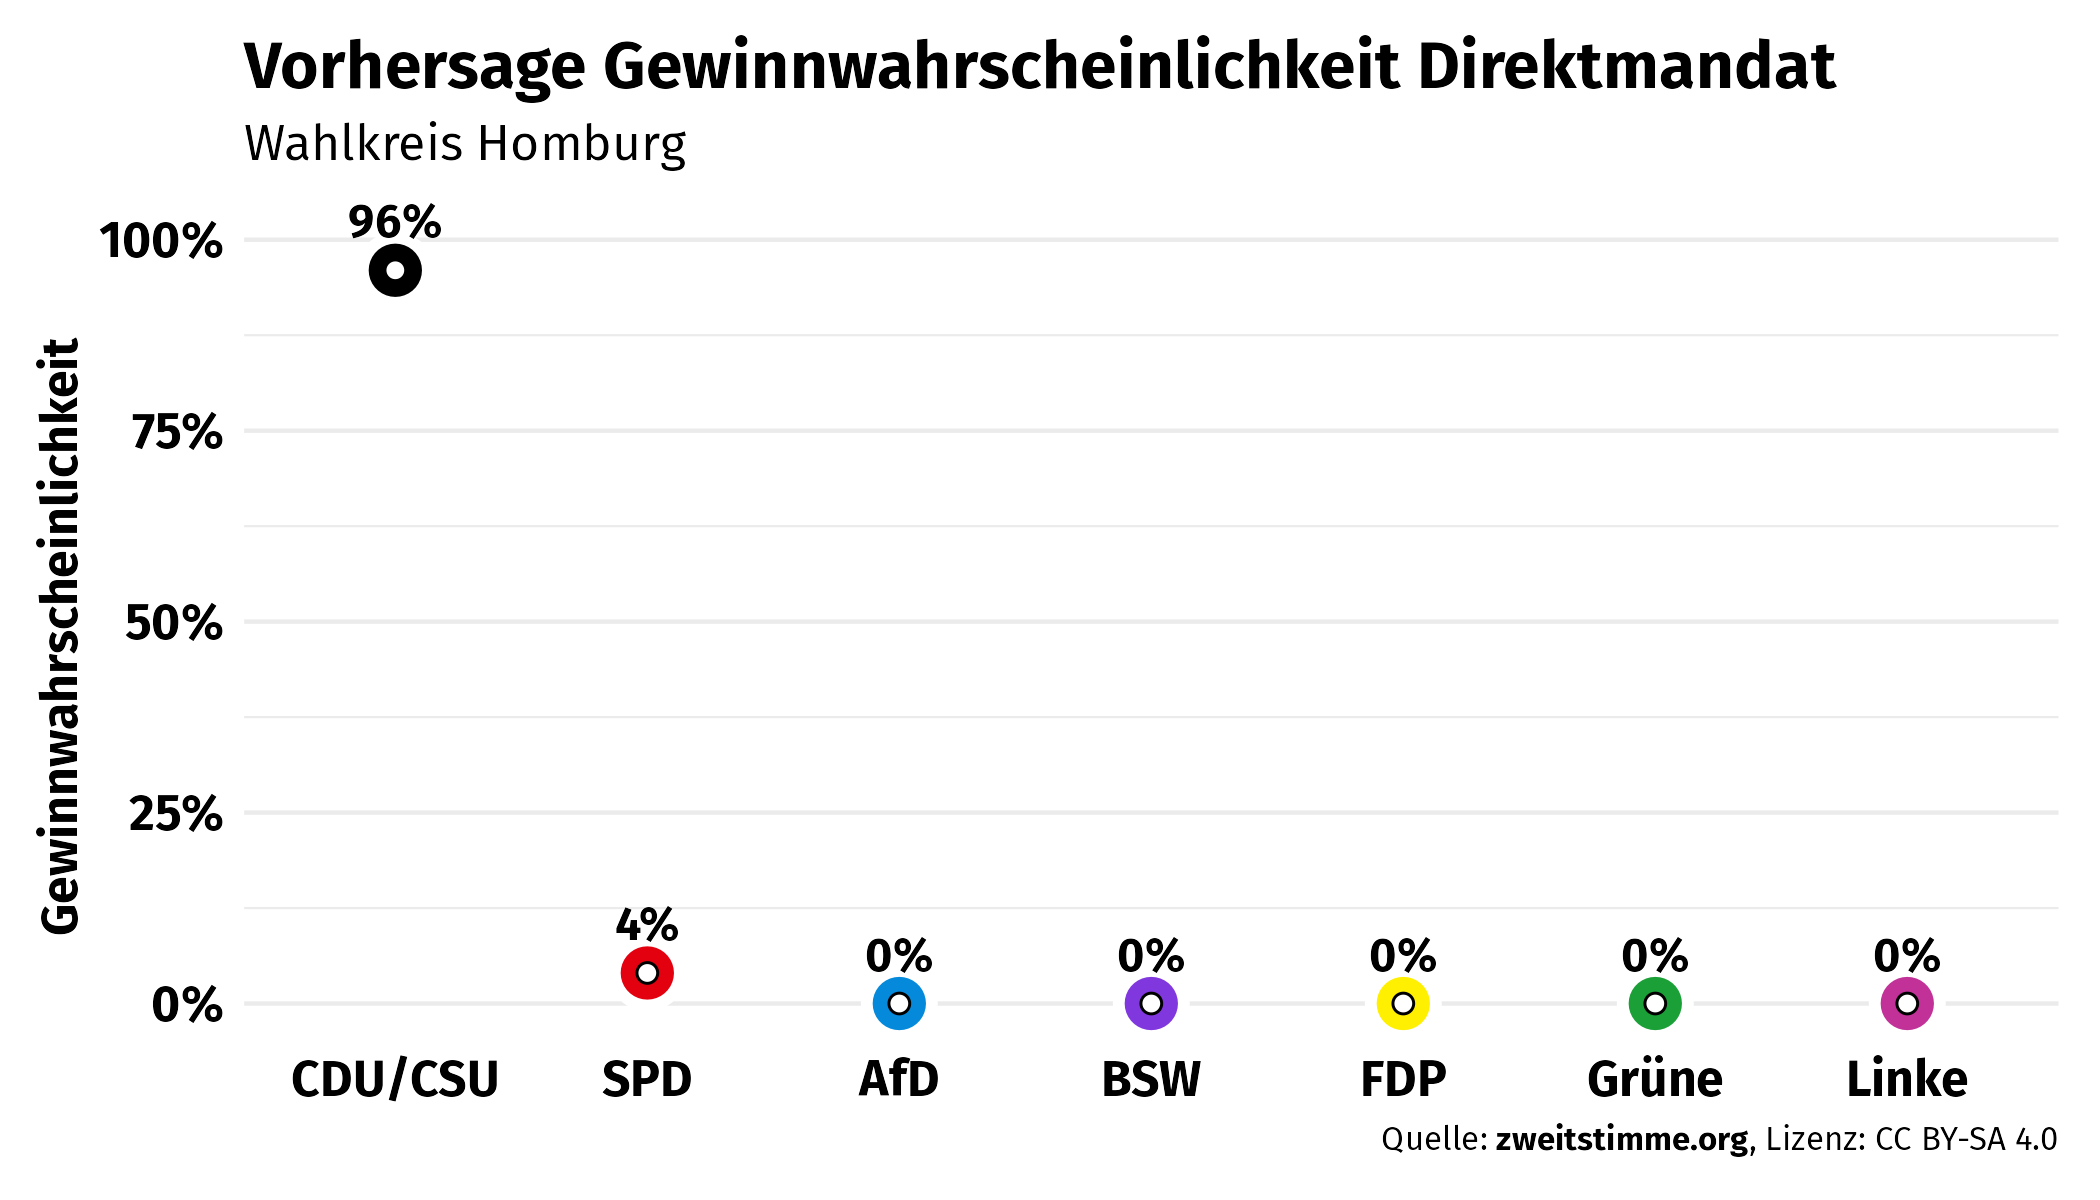 Vorhersage Gewinnwahrscheinlichkeit Direktmandat
Wahlkreis Homburg
Gewinnwahrscheinlichkeit
100%
75%
50%
25%
0%
96%
4%
0%
0%
0%
0%
0%
CDU/CSU
SPD
AfD
BSW
FDP
Grüne
Linke
Quelle: zweitstimme.org, Lizenz: CC BY-SA 4.0